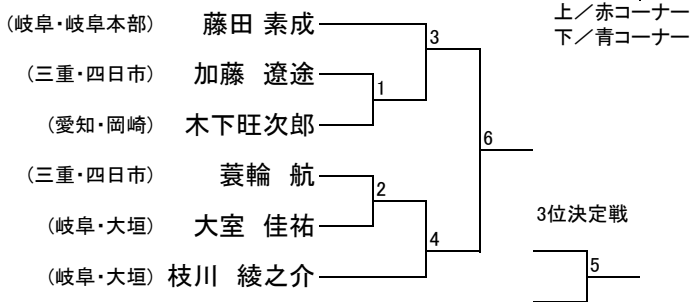 上／赤コーナー
下／青コーナー
(岐阜・岐阜本部) 藤田 素成
3
(三重・四日市) 加藤 遼途
1
(愛知・岡崎) 木下旺次郎
6
(三重・四日市) 蓑輪 航
2
(岐阜・大垣) 大室 佳祐
3位決定戦
4
(岐阜・大垣) 枝川 綾之介
5